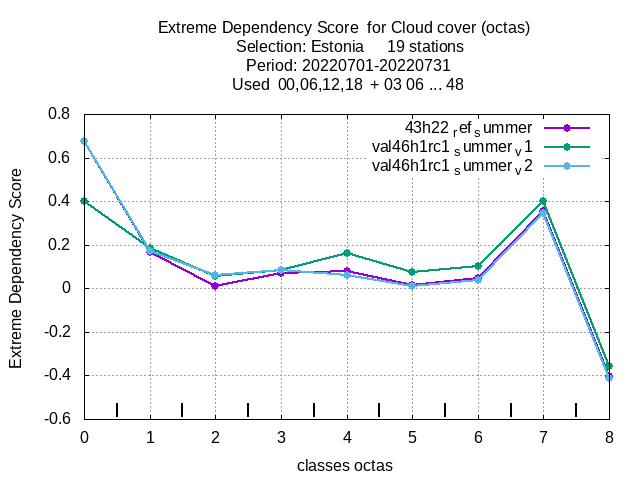 Extreme Dependency Score  for Cloud cover (octas)
Selection: Estonia     19 stations
Period: 20220701-20220731
Used  00,06,12,18  + 03 06 ... 48
43h22 ref summer
val46h1rc1 summer v1
val46h1rc1 summer v2
Extreme Dependency Score
0.8
0.6
0.4
0.2
0
-0.2
-0.4
-0.6
0 1 2 3 4 5 6 7 8
classes octas